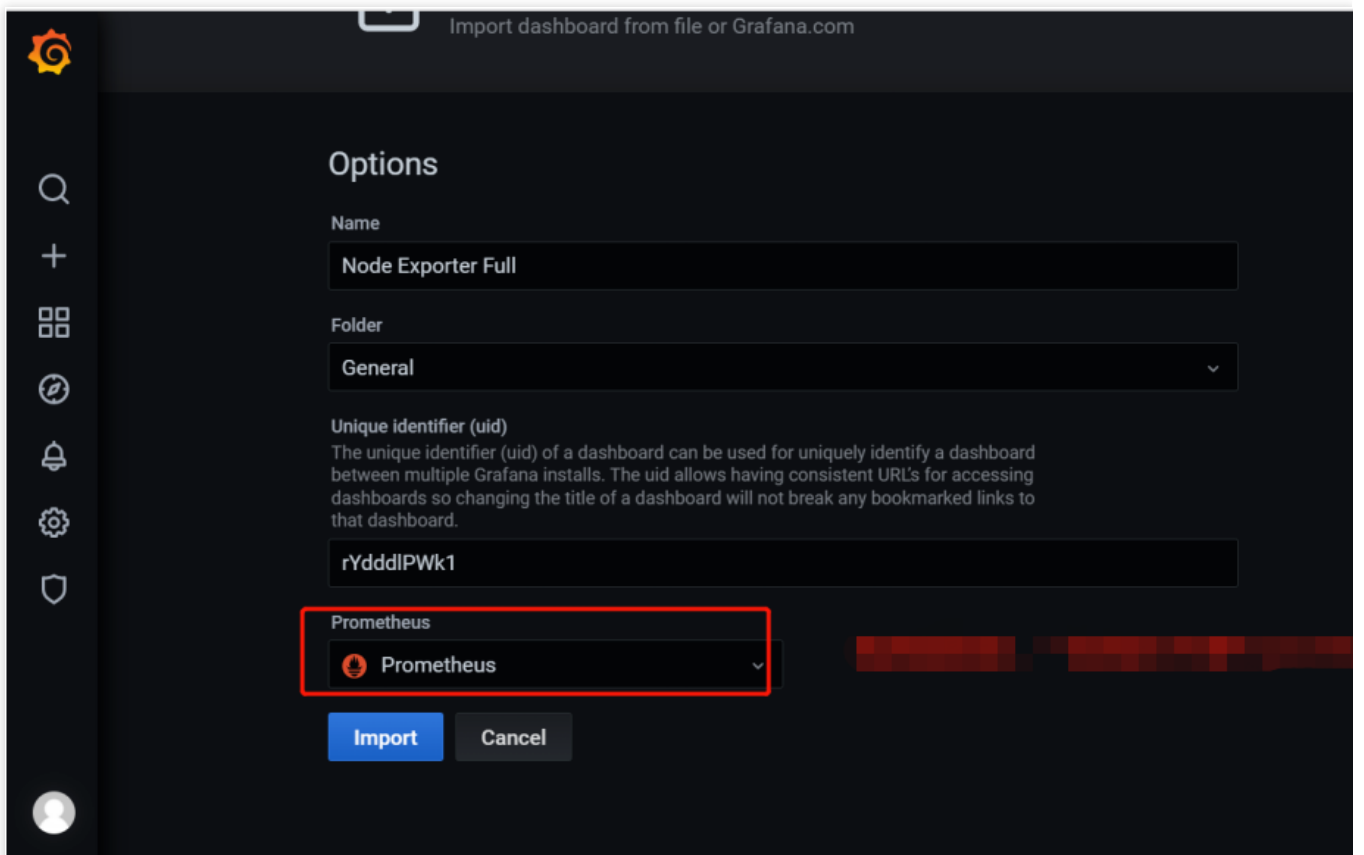 Import dashboard from file or Grafana.com
Options
Name
Node Exporter Full
Folder
General
Unique identifier (uid)
The unique identifier (uid) of a dashboard can be used for uniquely identify a dashboard
between multiple Grafana installs. The uid allows having consistent URL's for accessing
dashboards so changing the title of a dashboard will not break any bookmarked links to
that dashboard.
rYdddlPWk1
Prometheus
Prometheus
Import
Cancel